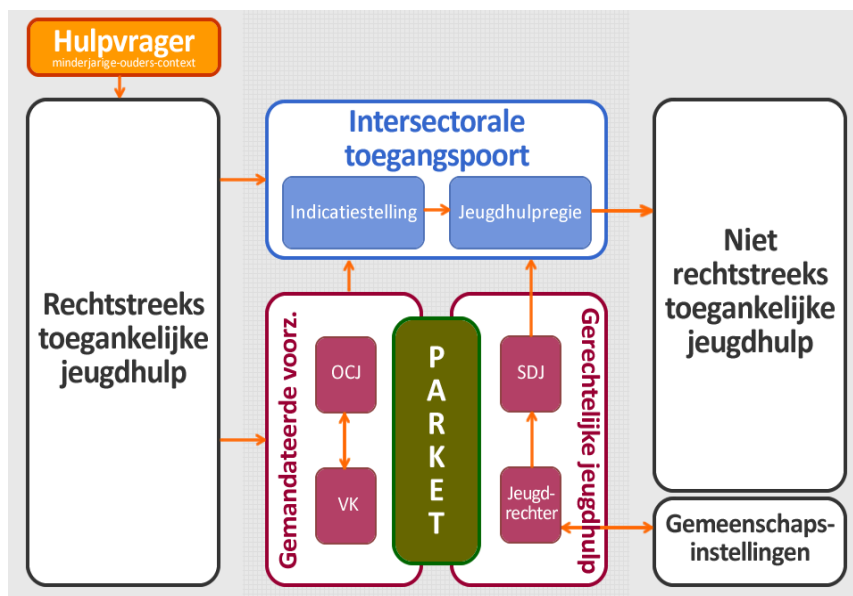 Hulpvrager
minderjarige-ouders-context
Rechtstreeks
toegankelijke
jeugdhulp
Intersectorale
toegangspoort
Indicatiestelling
Jeugdhulpregie
Gemandateerde voorz.
OCJ
VK
PARKET
SDJ
Jeugd-
rechter
Gerechtelijke jeugdhulp
Niet
rechtstreeks
toegankelijke
jeugdhulp
Gemeenschaps-
instellingen